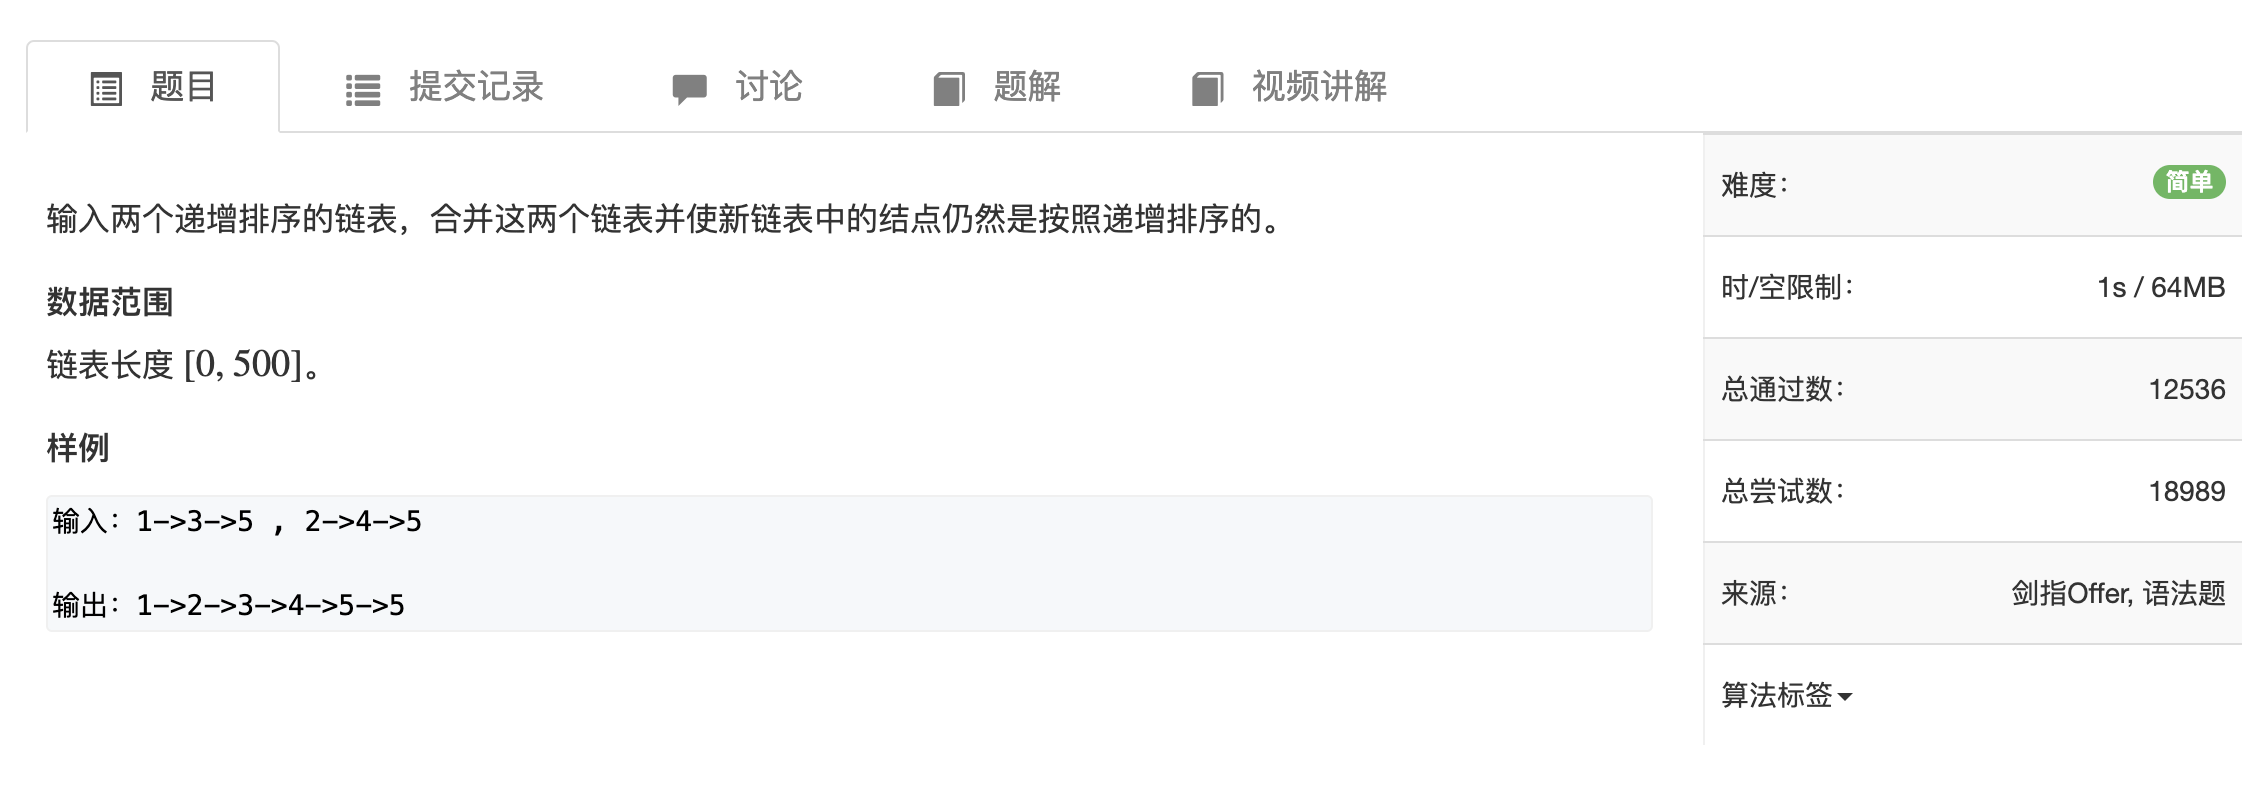 题目 提交记录 讨论 题解 视频讲解
输入两个递增排序的链表，合并这两个链表并使新链表中的结点仍然是按照递增排序的。
数据范围
链表长度 [0, 500]。
样例
输入：1->3->5 , 2->4->5
输出：1->2->3->4->5->5
难度： 简单
时/空限制： 1s / 64MB
总通过数： 12536
总尝试数： 18989
来源： 剑指Offer, 语法题
算法标签